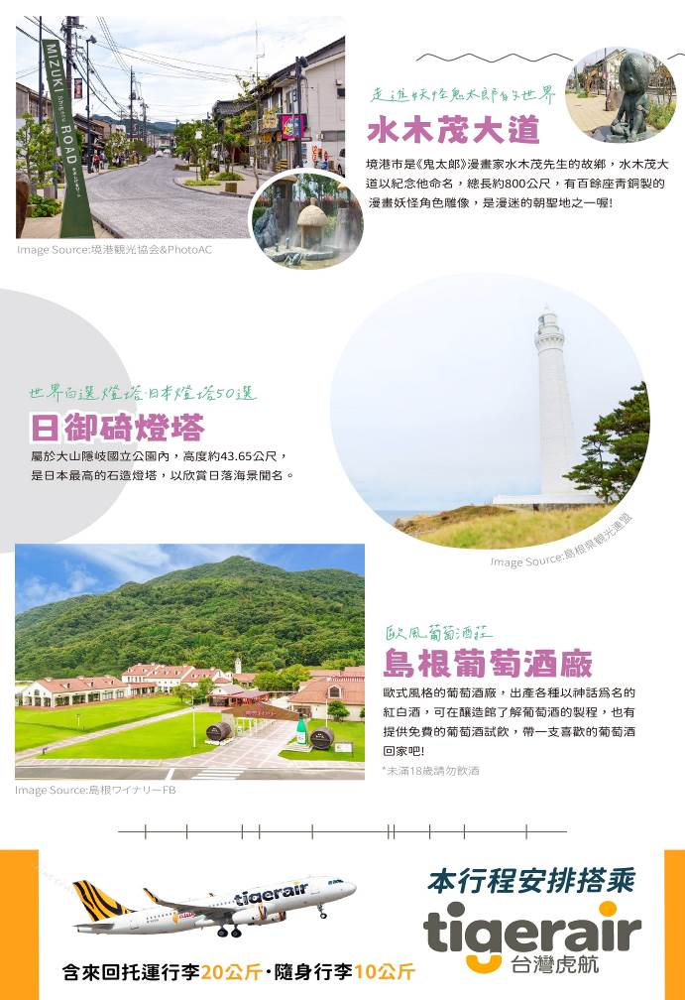 MIZUKI Shigeru ROAD
走進妖怪鬼太郎的世界
水木茂大道
境港市是《鬼太郎》漫畫家水木茂先生的故鄉,水木茂大
道以紀念他命名,總長約800公尺,有百餘座青銅製的
漫畫妖怪角色雕像,是漫迷的朝聖地之一喔!
Image Source:境港観光協会&PhotoAC
世界百選燈塔‧日本燈塔50選
日御碕燈塔
屬於大山隱岐國立公園內,高度約43.65公尺,
是日本最高的石造燈塔,以欣賞日落海景聞名。
Image Source:島根県観光連盟
歐風葡萄酒莊
島根葡萄酒廠
歐式風格的葡萄酒廠,出產各種以神話爲名的
紅白酒,可在釀造館了解葡萄酒的製程,也有
提供免費的葡萄酒試飲,帶一支喜歡的葡萄酒
回家吧!
*未滿18歲請勿飲酒
Image Source:島根ワイナリーFB
本行程安排搭乘
tigerair
tigerair
台灣虎航
含來回托運行李20公斤‧隨身行李10公斤